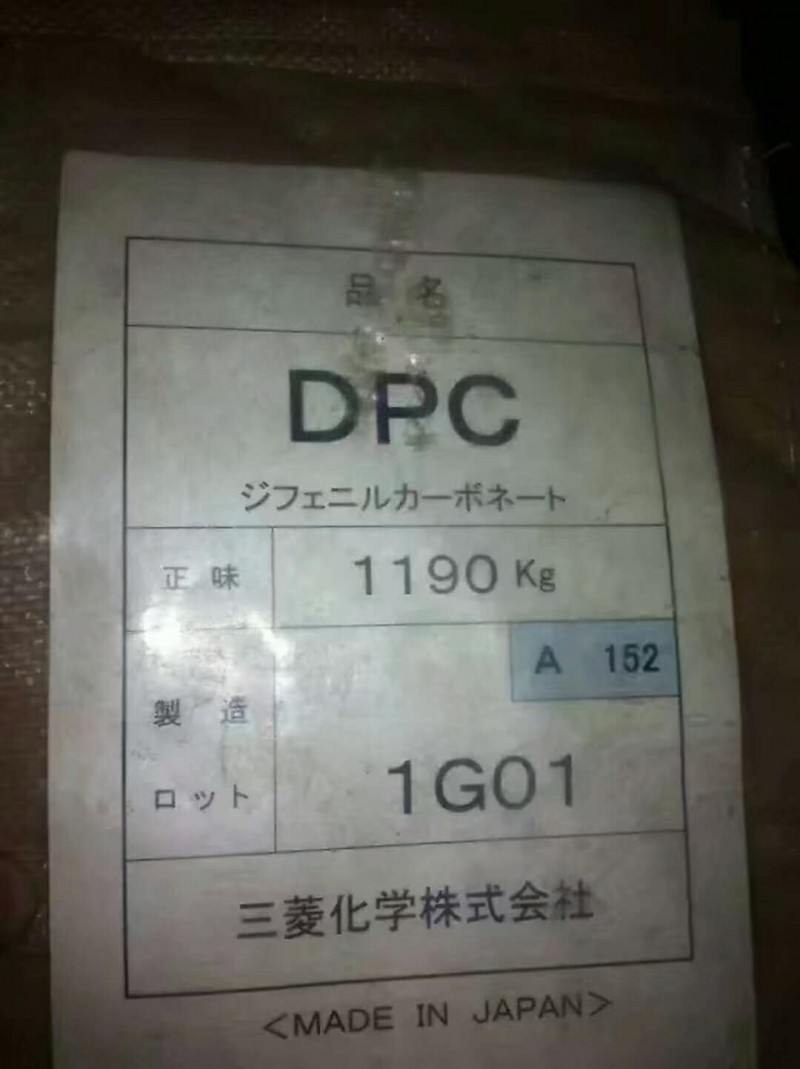 品 名
DPC
ジフェニルカーボネート
正 味
1190 Kg
A 152
製 造
ロット
1G01
三菱化学株式会社
<MADE IN JAPAN>